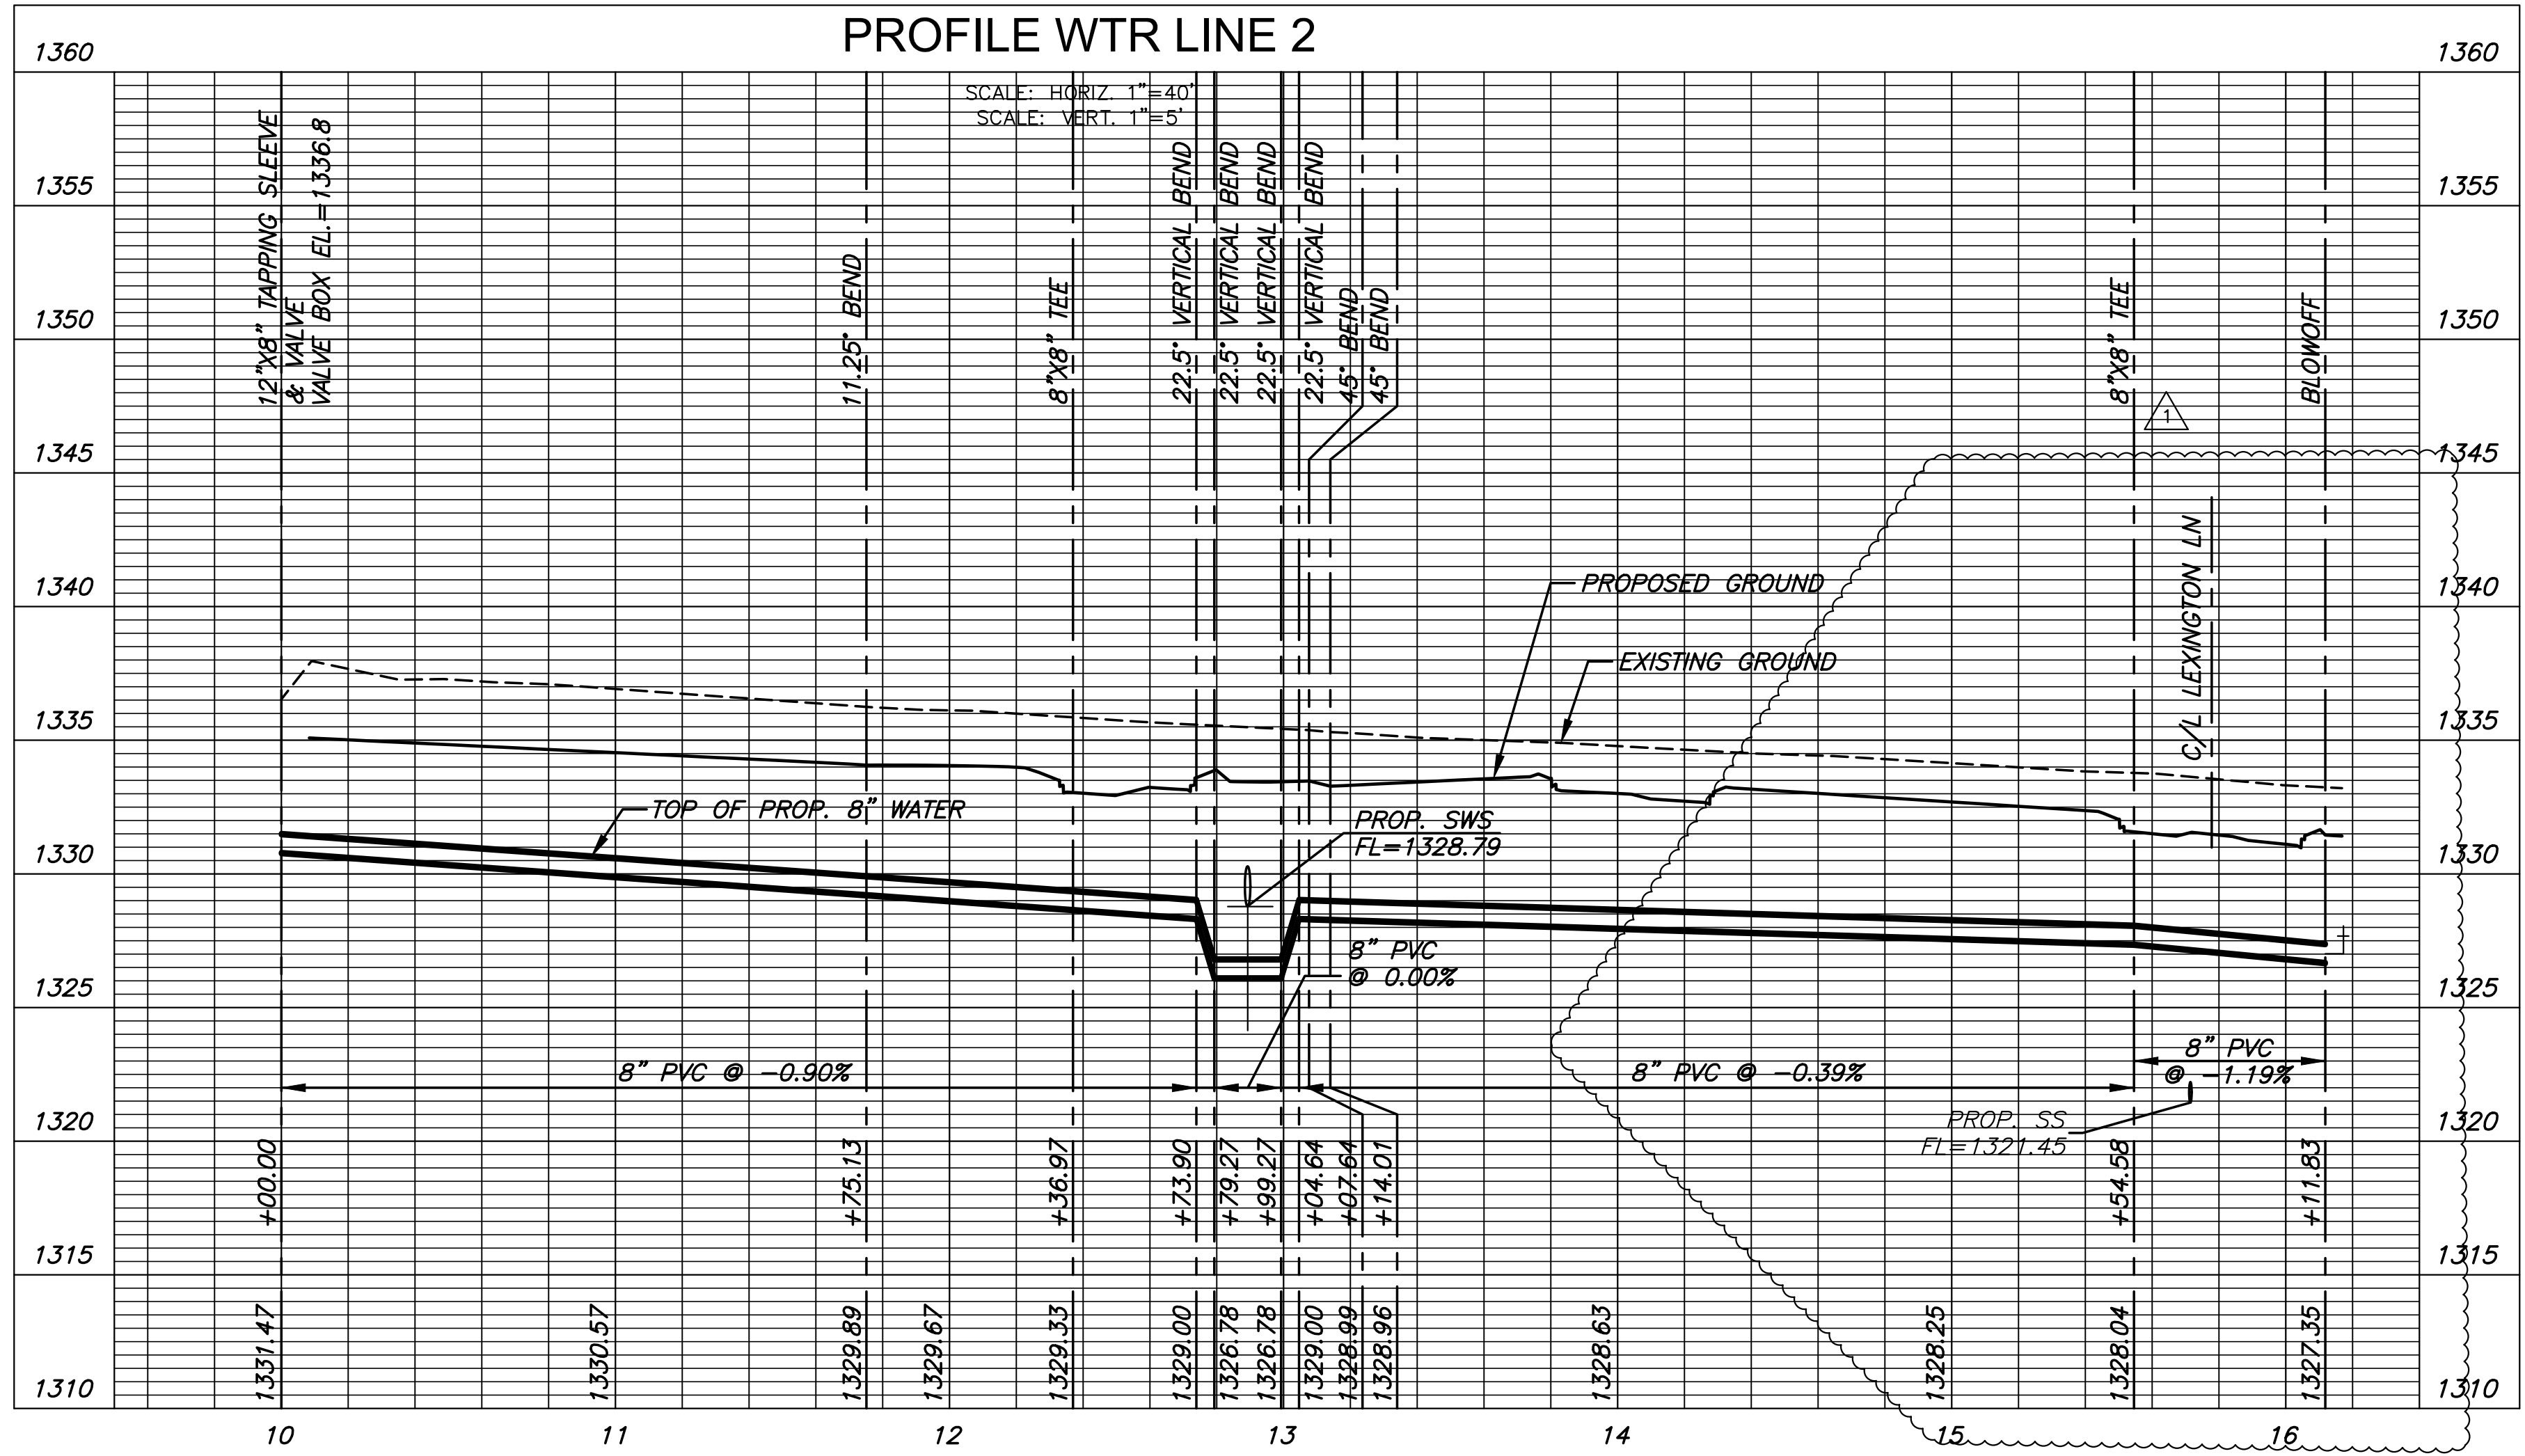 PROFILE WTR LINE 2
SCALE: HORIZ. 1"=40'
SCALE: VERT. 1"=5'
1360
1355
1350
1345
1340
1335
1330
1325
1320
1315
1310
1360
1355
1350
1345
1340
1335
1330
1325
1320
1315
1310
12"X8" TAPPING SLEEVE
& VALVE
VALVE BOX EL.=1336.8
11.25° BEND
8"X8" TEE
22.5° VERTICAL BEND
22.5° VERTICAL BEND
22.5° VERTICAL BEND
22.5° VERTICAL BEND
45° BEND
45° BEND
8"X8" TEE
1
BLOWOFF
C/L LEXINGTON LN
PROPOSED GROUND
EXISTING GROUND
TOP OF PROP. 8" WATER
PROP. SWS
FL=1328.79
8" PVC
@ 0.00%
8" PVC @ -0.90%
8" PVC @ -0.39%
8" PVC
@ -1.19%
PROP. SS
FL=1321.45
+00.00
+75.13
+36.97
+73.90
+79.27
+99.27
+04.64
+07.64
+14.01
+54.58
+11.83
1331.47
1330.57
1329.89
1329.67
1329.33
1329.00
1326.78
1326.78
1329.00
1328.99
1328.96
1328.63
1328.25
1328.04
1327.35
10
11
12
13
14
15
16